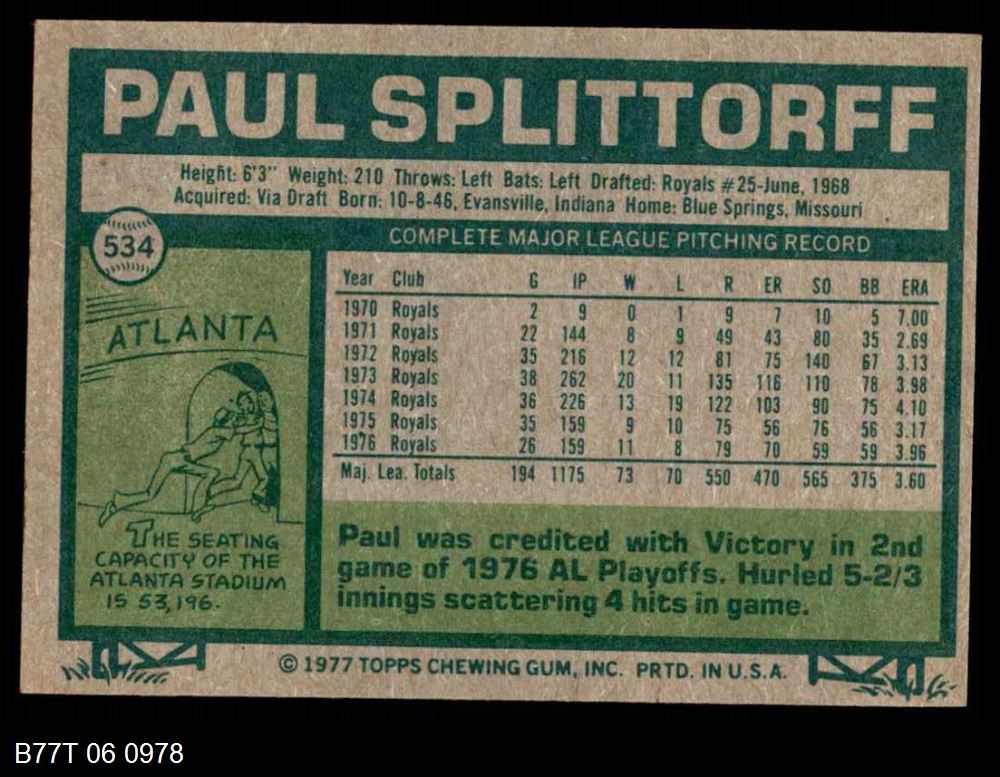 PAUL SPLITTORFF
Height: 6'3" Weight: 210 Throws: Left Bats: Left Drafted: Royals #25-June, 1968
Acquired: Via Draft Born: 10-8-46, Evansville, Indiana Home: Blue Springs, Missouri
534
COMPLETE MAJOR LEAGUE PITCHING RECORD
Year Club G IP W L R ER SO BB ERA
1970 Royals 2 9 0 1 9 7 10 5 7.00
1971 Royals 22 144 8 9 49 43 80 35 2.69
1972 Royals 35 216 12 12 81 75 140 67 3.13
1973 Royals 38 262 20 11 135 116 110 78 3.98
1974 Royals 36 226 13 19 122 103 90 75 4.10
1975 Royals 35 159 9 10 75 56 76 56 3.17
1976 Royals 26 159 11 8 79 70 59 59 3.96
Maj. Lea. Totals 194 1175 73 70 550 470 565 375 3.60
ATLANTA
THE SEATING
CAPACITY OF THE
ATLANTA STADIUM
IS 53,196.
Paul was credited with Victory in 2nd
game of 1976 AL Playoffs. Hurled 5-2/3
innings scattering 4 hits in game.
© 1977 TOPPS CHEWING GUM, INC. PRTD. IN U.S.A.
B77T 06 0978